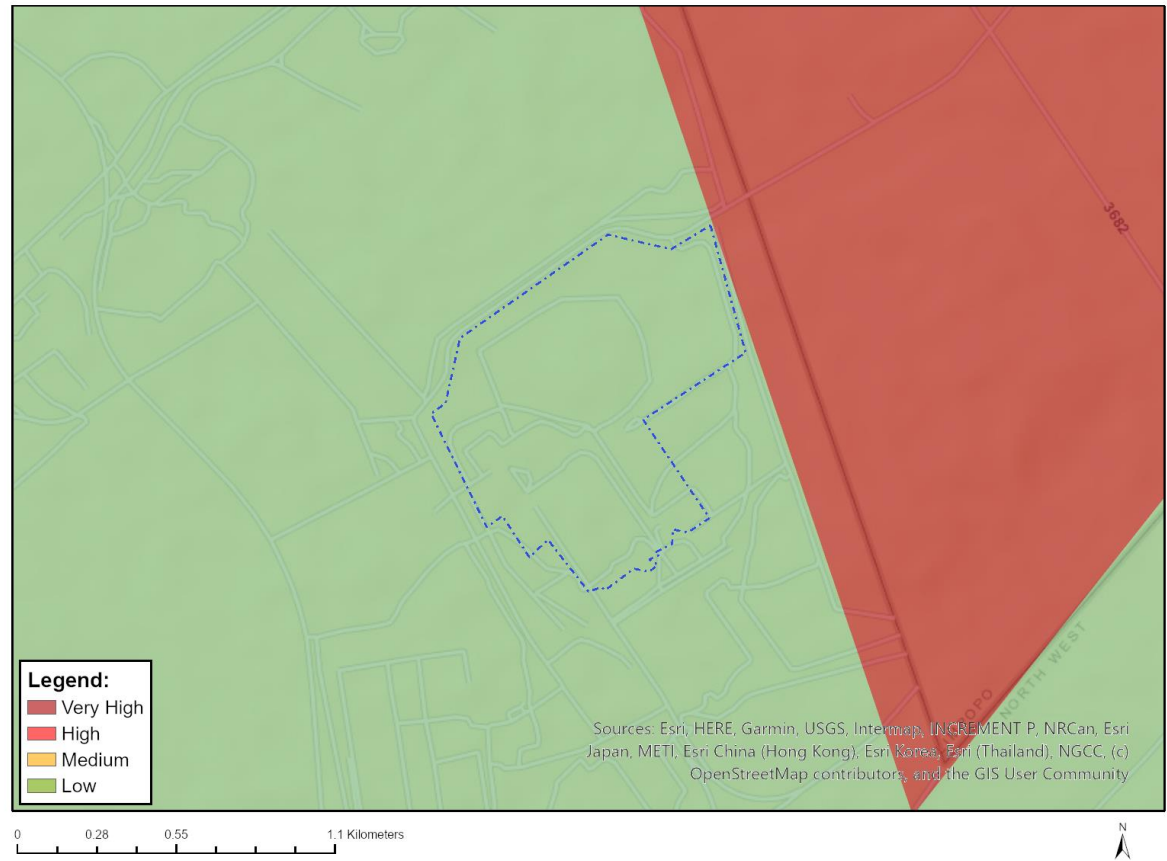 3682
NORTH WEST
Legend:
Very High
High
Medium
Low
Sources: Esri, HERE, Garmin, USGS, Intermap, INCREMENT P, NRCan, Esri
Japan, METI, Esri China (Hong Kong), Esri Korea, Esri (Thailand), NGCC, (c)
OpenStreetMap contributors, and the GIS User Community
0 0.28 0.55 1.1 Kilometers
N